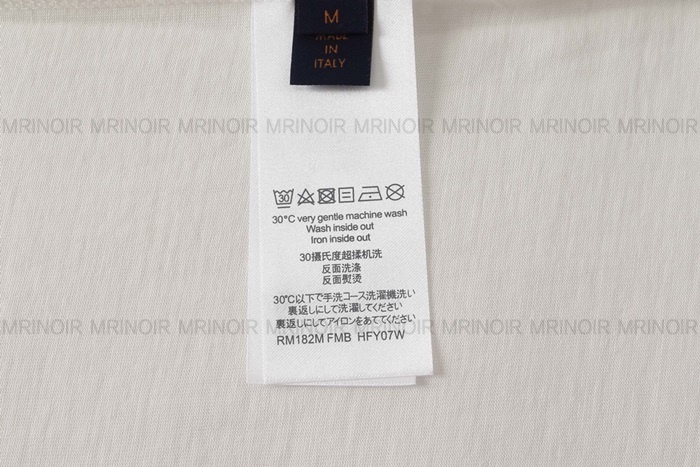 M
MADE
IN
ITALY
MRINOIR MRINOIR MRINOIR MRINOIR MRINOIR MRINOIR MRINOIR MRINOIR
30
30°C very gentle machine wash
Wash inside out
Iron inside out
30摄氏度超揉机洗
反面洗涤
反面熨烫
30℃以下で手洗コース洗濯機洗い
裏返しにして洗濯してください
裏返しにしてアイロンをあててください
MRINOIR MRINOIR MRINOIR MRINOIR MRINOIR MRINOIR MRINOIR MRINOIR
RM182M FMB HFY07W